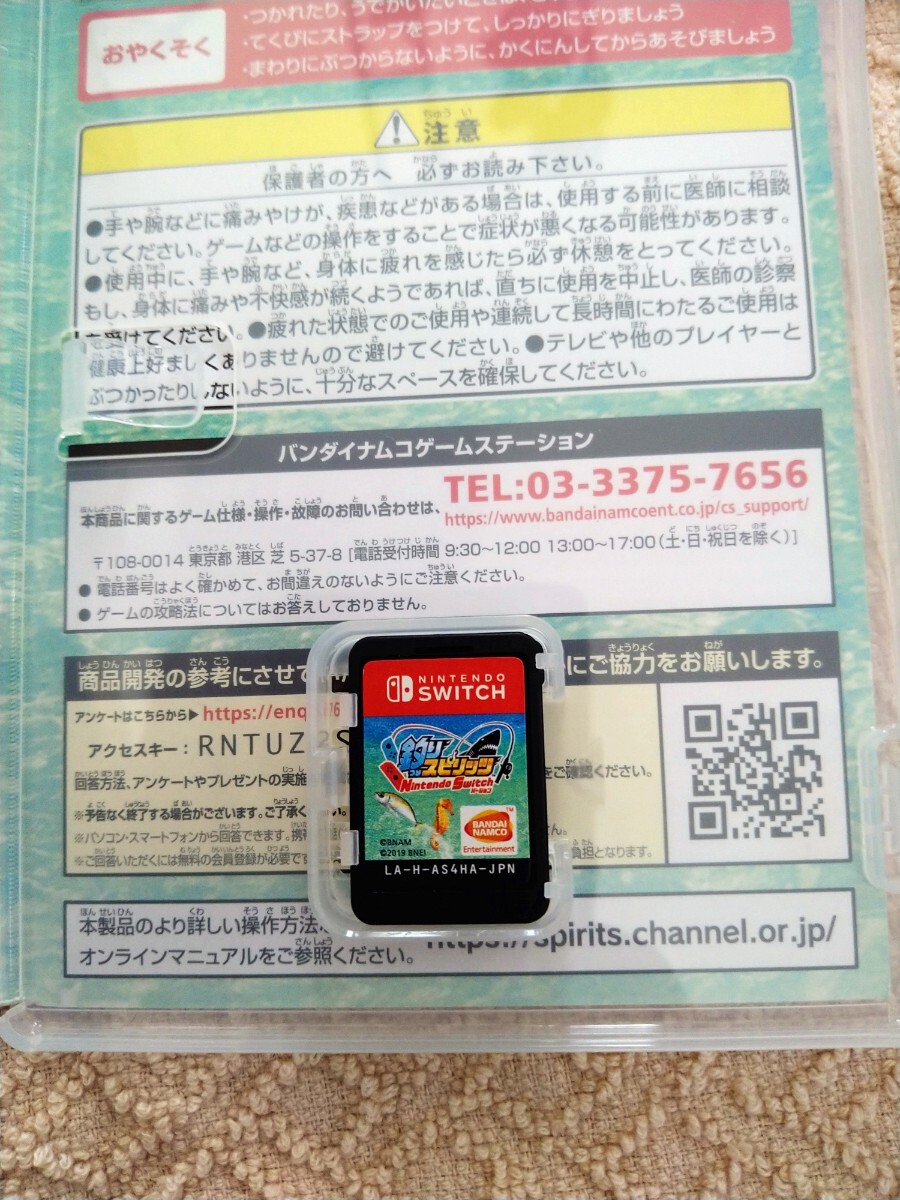 ・てくびにストラップをつけて、しっかりにぎりましょう
・まわりにぶつからないように、かくにんしてからあそびましょう
おやくそく
注意
保護者の方へ 必ずお読み下さい。
●手や腕などに痛みやけが、疾患などがある場合は、使用する前に医師に相談
してください。ゲームなどの操作をすることで症状が悪くなる可能性があります。
●使用中に、手や腕など、身体に疲れを感じたら必ず休憩をとってください。
もし、身体に痛みや不快感が続くようであれば、直ちに使用を中止し、医師の診察
を受けてください。●疲れた状態でのご使用や連続して長時間にわたるご使用は
健康上好ましくありませんので避けてください。●テレビや他のプレイヤーと
ぶつかったりしないように、十分なスペースを確保してください。
バンダイナムコゲームステーション
本商品に関するゲーム仕様・操作・故障のお問い合わせは、
TEL:03-3375-7656
https://www.bandainamcoent.co.jp/cs_support/
〒108-0014 東京都 港区 芝 5-37-8 [電話受付時間 9:30～12:00 13:00～17:00(土・日・祝日を除く)]
● 電話番号はよく確かめて、お間違えのないようにご注意ください。
● ゲームの攻略法についてはお答えしておりません。
商品開発の参考にさせて にご協力をお願いします。
アンケートはこちらから▶https://enq
アクセスキー：RNTUZ
回答方法、アンケートやプレゼントの実施 をご確認ください。
※予告なく終了する場合がございます。ご了承く
※パソコン・スマートフォンから回答できます。携 負担となります。
※ご回答いただくには無料の会員登録が必要です
本製品のより詳しい操作方法
オンラインマニュアルをご参照ください。
https://spirits.channel.or.jp/
NINTENDO
SWITCH
釣り
スピリッツ
Nintendo Switch
バージョン
BANDAI
NAMCO
Entertainment
©BNAM
©2019 BNEI
LA-H-AS4HA-JPN